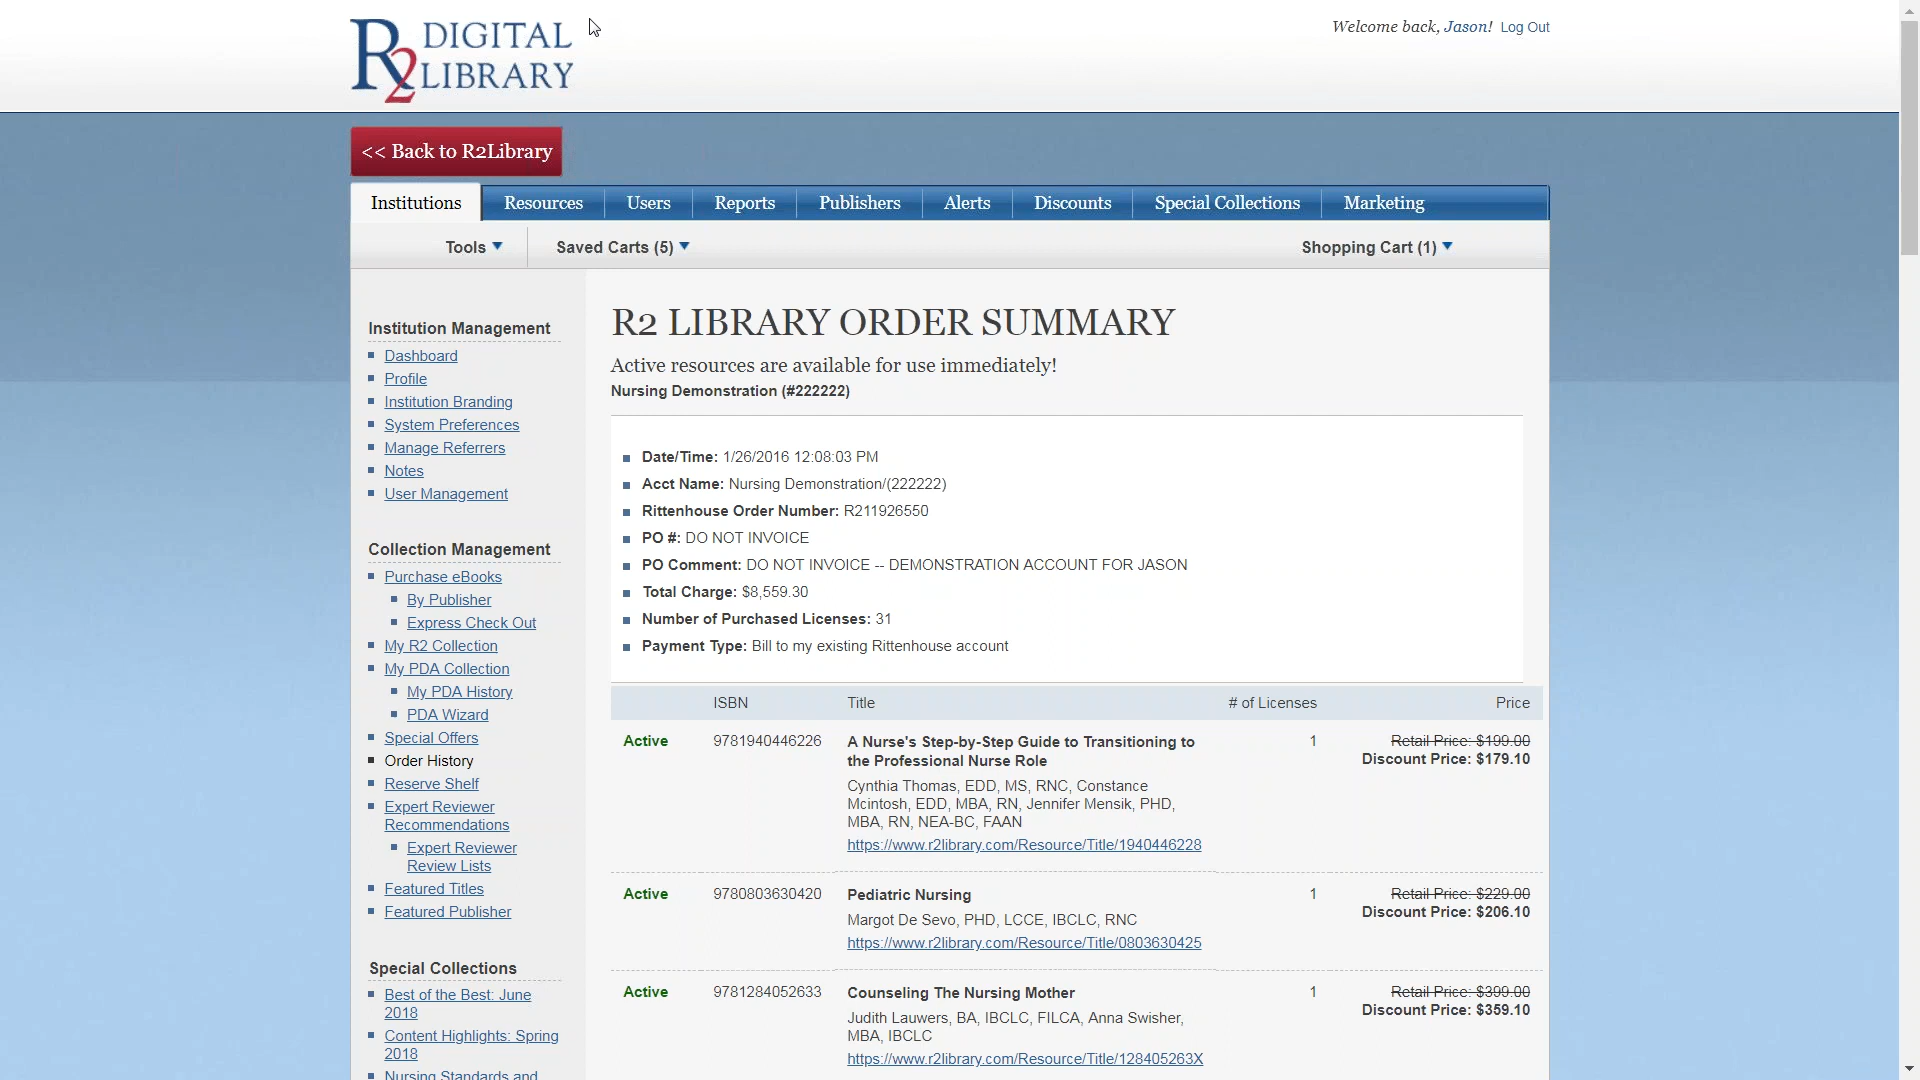 R2 DIGITAL LIBRARY
Welcome back, Jason! Log Out
<< Back to R2Library
Institutions Resources Users Reports Publishers Alerts Discounts Special Collections Marketing
Tools Saved Carts (5) Shopping Cart (1)
Institution Management
Dashboard
Profile
Institution Branding
System Preferences
Manage Referrers
Notes
User Management
Collection Management
Purchase eBooks
By Publisher
Express Check Out
My R2 Collection
My PDA Collection
My PDA History
PDA Wizard
Special Offers
Order History
Reserve Shelf
Expert Reviewer
Recommendations
Expert Reviewer
Review Lists
Featured Titles
Featured Publisher
Special Collections
Best of the Best: June
2018
Content Highlights: Spring
2018
Nursing Standards and
R2 LIBRARY ORDER SUMMARY
Active resources are available for use immediately!
Nursing Demonstration (#222222)
Date/Time: 1/26/2016 12:08:03 PM
Acct Name: Nursing Demonstration/(222222)
Rittenhouse Order Number: R211926550
PO #: DO NOT INVOICE
PO Comment: DO NOT INVOICE -- DEMONSTRATION ACCOUNT FOR JASON
Total Charge: $8,559.30
Number of Purchased Licenses: 31
Payment Type: Bill to my existing Rittenhouse account
ISBN Title # of Licenses Price
Active 9781940446226 A Nurse's Step-by-Step Guide to Transitioning to 1 Retail Price: $199.00
the Professional Nurse Role Discount Price: $179.10
Cynthia Thomas, EDD, MS, RNC, Constance
Mcintosh, EDD, MBA, RN, Jennifer Mensik, PHD,
MBA, RN, NEA-BC, FAAN
https://www.r2library.com/Resource/Title/1940446228
Active 9780803630420 Pediatric Nursing 1 Retail Price: $229.00
Discount Price: $206.10
Margot De Sevo, PHD, LCCE, IBCLC, RNC
https://www.r2library.com/Resource/Title/0803630425
Active 9781284052633 Counseling The Nursing Mother 1 Retail Price: $399.00
Discount Price: $359.10
Judith Lauwers, BA, IBCLC, FILCA, Anna Swisher,
MBA, IBCLC
https://www.r2library.com/Resource/Title/128405263X